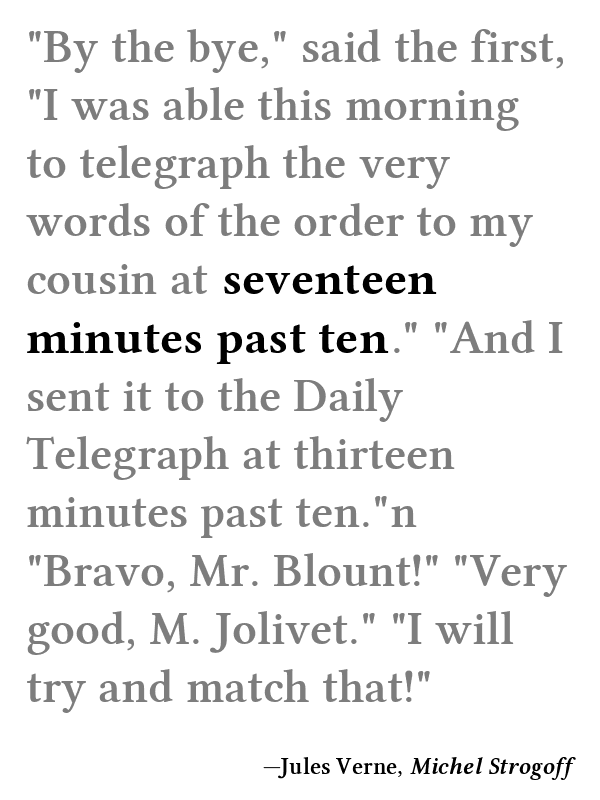 "By the bye," said the first,
"I was able this morning
to telegraph the very
words of the order to my
cousin at seventeen
minutes past ten." "And I
sent it to the Daily
Telegraph at thirteen
minutes past ten."n
"Bravo, Mr. Blount!" "Very
good, M. Jolivet." "I will
try and match that!"
—Jules Verne, Michel Strogoff